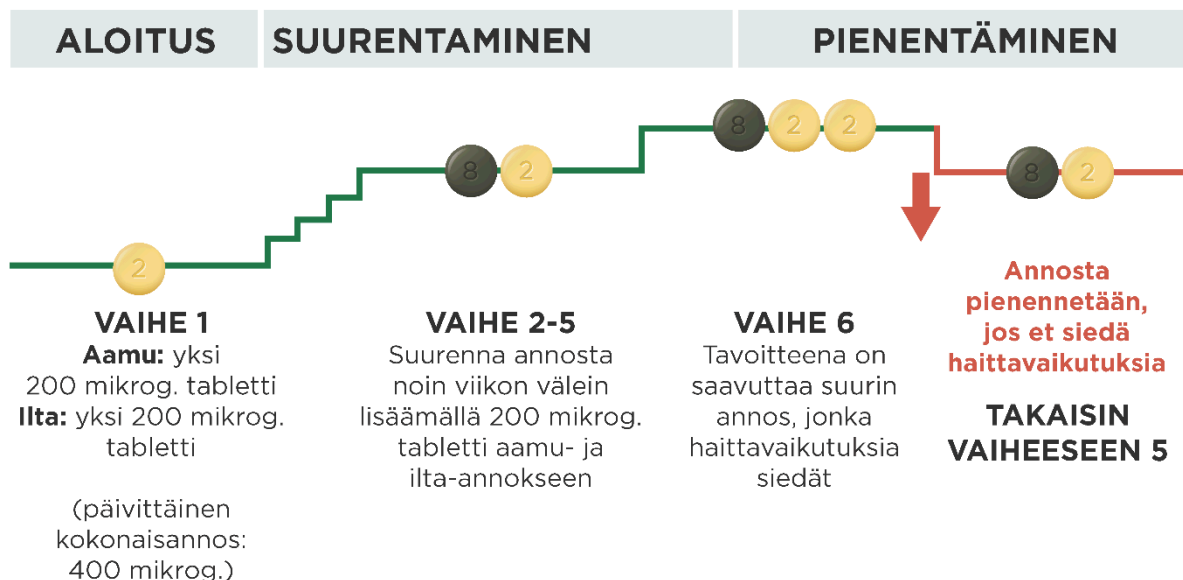 ALOITUS
SUURENTAMINEN
PIENENTÄMINEN
8 2 2
8 2
8 2
2
VAIHE 1
Aamu: yksi
200 mikrog. tabletti
Ilta: yksi 200 mikrog.
tabletti
(päivittäinen
kokonaisannos:
400 mikrog.)
VAIHE 2-5
Suurenna annosta
noin viikon välein
lisäämällä 200 mikrog.
tabletti aamu- ja
ilta-annokseen
VAIHE 6
Tavoitteena on
saavuttaa suurin
annos, jonka
haittavaikutuksia
siedät
Annosta
pienennetään,
jos et siedä
haittavaikutuksia
TAKAISIN
VAIHEESEEN 5